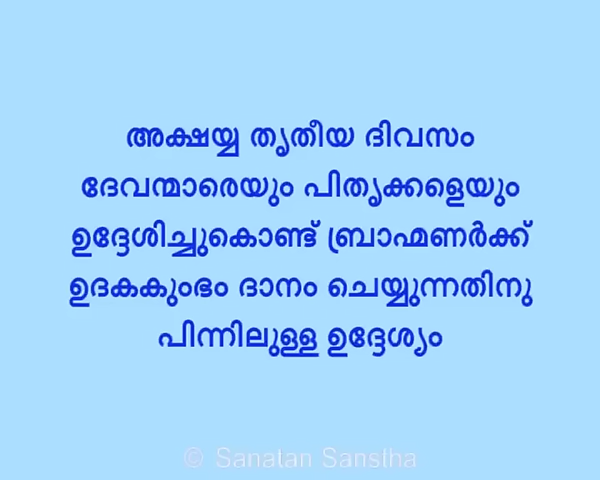 അക്ഷയ്യ തൃതീയ ദിവസം
ദേവന്മാരെയും പിതൃക്കളെയും
ഉദ്ദേശിച്ചുകൊണ്ട് ബ്രാഹ്മണർക്ക്
ഉദകകുംഭം ദാനം ചെയ്യുന്നതിനു
പിന്നിലുള്ള ഉദ്ദേശ്യം
© Sanatan Sanstha